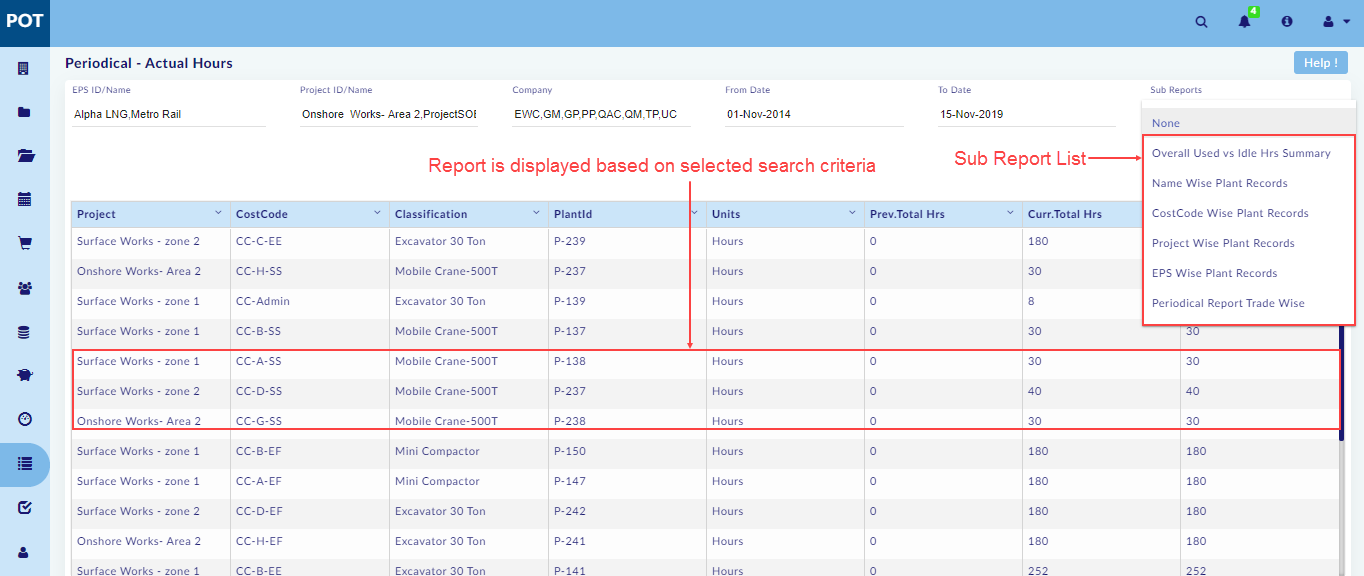 POT
4
Periodical - Actual Hours
Help !
EPS ID/Name Project ID/Name Company From Date To Date Sub Reports
Alpha LNG,Metro Rail Onshore Works- Area 2,ProjectSOE EWC,GM,GP,PP,QAC,QM,TP,UC 01-Nov-2014 15-Nov-2019
None
Overall Used vs Idle Hrs Summary
Name Wise Plant Records
CostCode Wise Plant Records
Project Wise Plant Records
EPS Wise Plant Records
Periodical Report Trade Wise
Sub Report List
Report is displayed based on selected search criteria
Project CostCode Classification PlantId Units Prev.Total Hrs Curr.Total Hrs
Surface Works - zone 2 CC-C-EE Excavator 30 Ton P-239 Hours 0 180
Onshore Works- Area 2 CC-H-SS Mobile Crane-500T P-237 Hours 0 30
Surface Works - zone 1 CC-Admin Excavator 30 Ton P-139 Hours 0 8
Surface Works - zone 1 CC-B-SS Mobile Crane-500T P-137 Hours 0 30 30
Surface Works - zone 1 CC-A-SS Mobile Crane-500T P-138 Hours 0 30 30
Surface Works - zone 2 CC-D-SS Mobile Crane-500T P-237 Hours 0 40 40
Onshore Works- Area 2 CC-G-SS Mobile Crane-500T P-238 Hours 0 30 30
Surface Works - zone 1 CC-B-EF Mini Compactor P-150 Hours 0 180 180
Surface Works - zone 1 CC-A-EF Mini Compactor P-147 Hours 0 180 180
Surface Works - zone 2 CC-D-EF Excavator 30 Ton P-242 Hours 0 180 180
Onshore Works- Area 2 CC-H-EF Excavator 30 Ton P-241 Hours 0 180 180
Surface Works - zone 1 CC-B-EE Excavator 30 Ton P-141 Hours 0 252 252